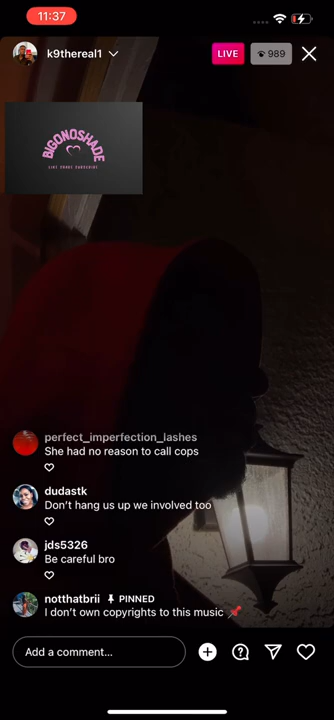 11:37
k9thereal1
LIVE
989
BIGONOSHADE
LIKE SHARE SUBSCRIBE
perfect_imperfection_lashes
She had no reason to call cops
dudastk
Don't hang us up we involved too
jds5326
Be careful bro
notthatbrii PINNED
I don't own copyrights to this music 📌
Add a comment...